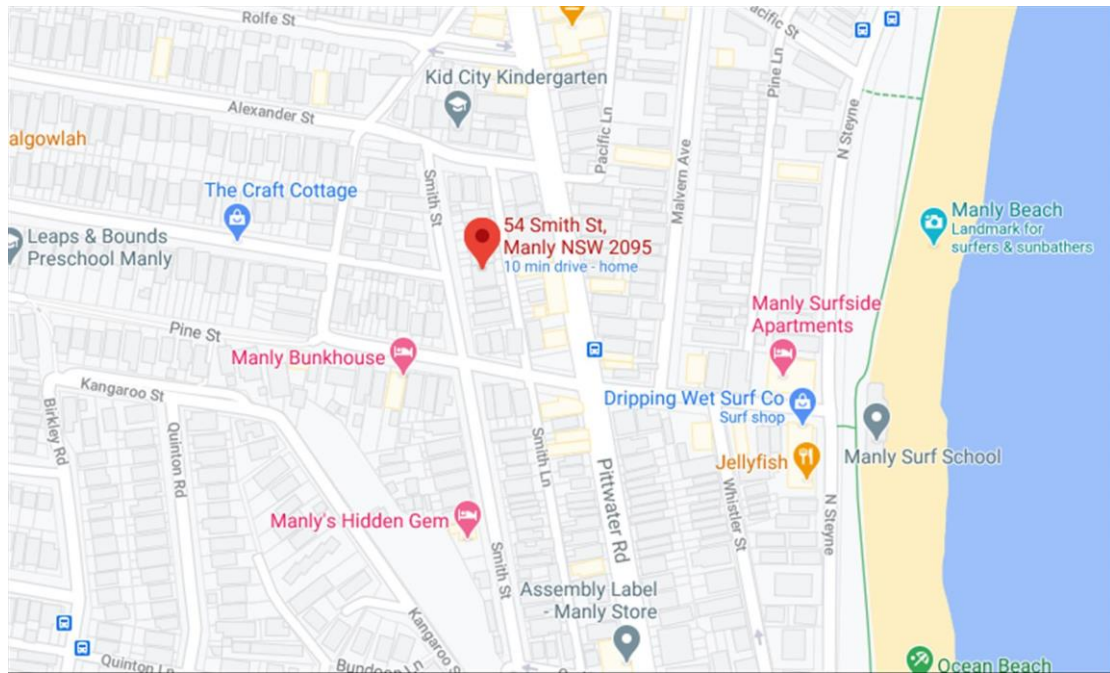 Rolfe St
acific St
Kid City Kindergarten
Pine Ln
Alexander St
Pacific Ln
N Steyne
algowlah
Malvern Ave
The Craft Cottage
Smith St
Manly Beach
Landmark for
surfers & sunbathers
54 Smith St,
Manly NSW 2095
10 min drive - home
Leaps & Bounds
Preschool Manly
Manly Surfside
Apartments
Pine St
Manly Bunkhouse
Kangaroo St
Dripping Wet Surf Co
Surf shop
Birkley Rd
Quinton Rd
Smith Ln
Jellyfish
Manly Surf School
Pittwater Rd
Whistler St
N Steyne
Manly's Hidden Gem
Smith St
Assembly Label
- Manly Store
Kangaroo S
Quinton Ln
Bundoon Ln
Ocean Beach